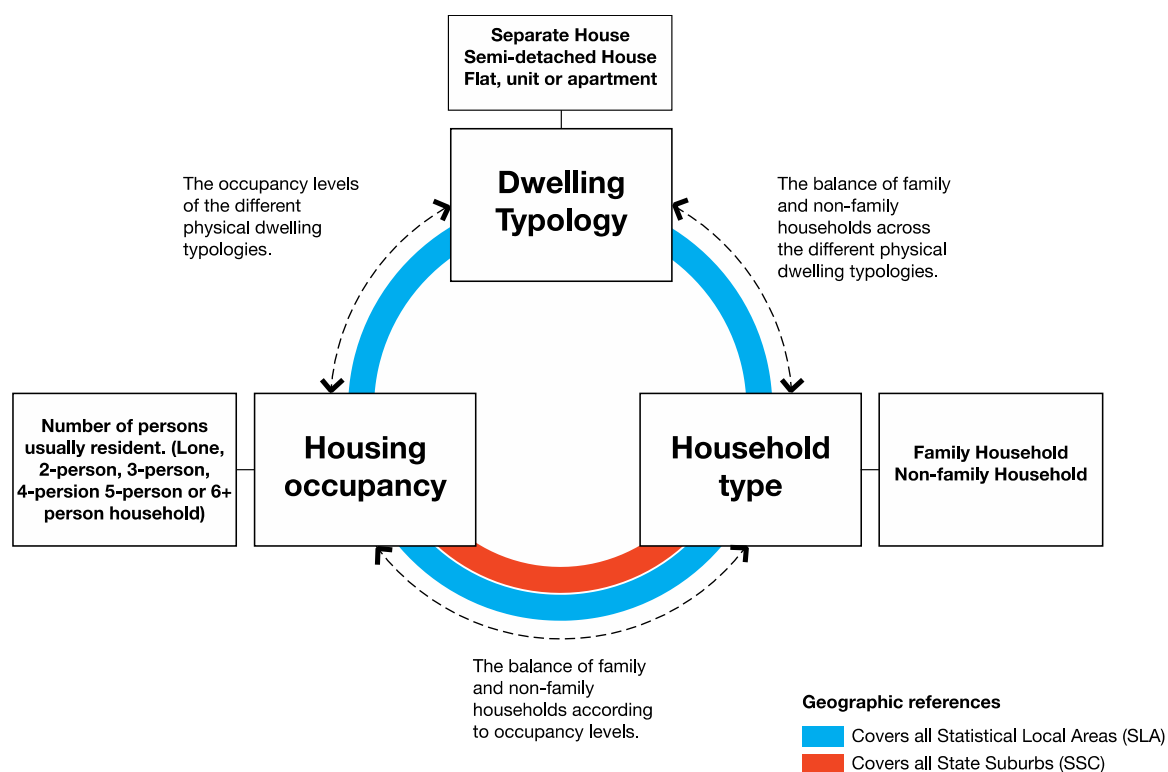 Separate House
Semi-detached House
Flat, unit or apartment
Dwelling
Typology
The occupancy levels
of the different
physical dwelling
typologies.
The balance of family
and non-family
households across
the different physical
dwelling typologies.
Number of persons
usually resident. (Lone,
2-person, 3-person,
4-persion 5-person or 6+
person household)
Housing
occupancy
Household
type
Family Household
Non-family Household
The balance of family
and non-family
households according
to occupancy levels.
Geographic references
Covers all Statistical Local Areas (SLA)
Covers all State Suburbs (SSC)